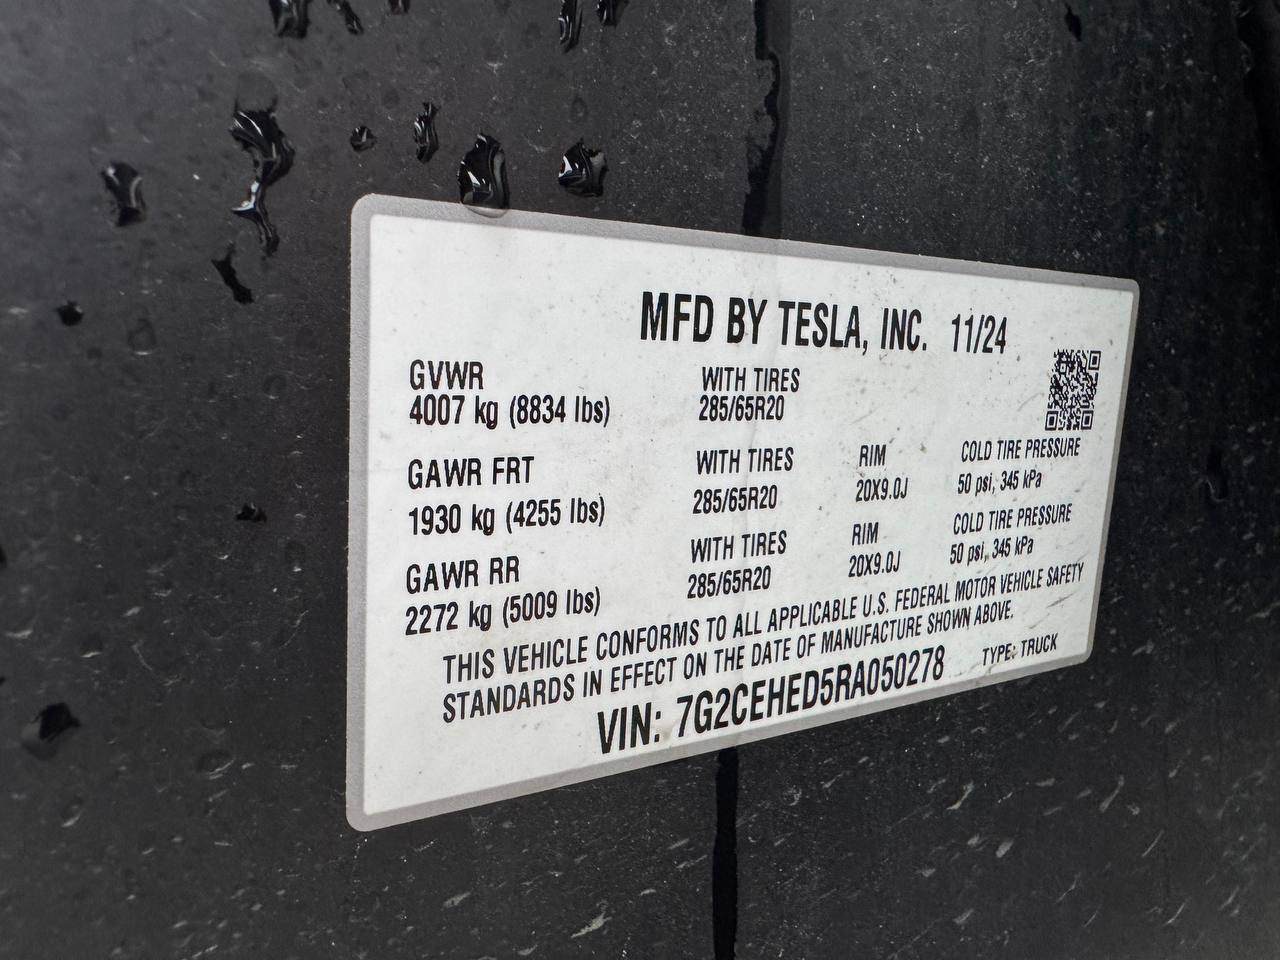 MFD BY TESLA, INC. 11/24
GVWR WITH TIRES
4007 kg (8834 lbs) 285/65R20
GAWR FRT WITH TIRES RIM COLD TIRE PRESSURE
1930 kg (4255 lbs) 285/65R20 20X9.0J 50 psi, 345 kPa
GAWR RR WITH TIRES RIM COLD TIRE PRESSURE
2272 kg (5009 lbs) 285/65R20 20X9.0J 50 psi, 345 kPa
THIS VEHICLE CONFORMS TO ALL APPLICABLE U.S. FEDERAL MOTOR VEHICLE SAFETY
STANDARDS IN EFFECT ON THE DATE OF MANUFACTURE SHOWN ABOVE.
VIN: 7G2CEHED5RA050278 TYPE: TRUCK